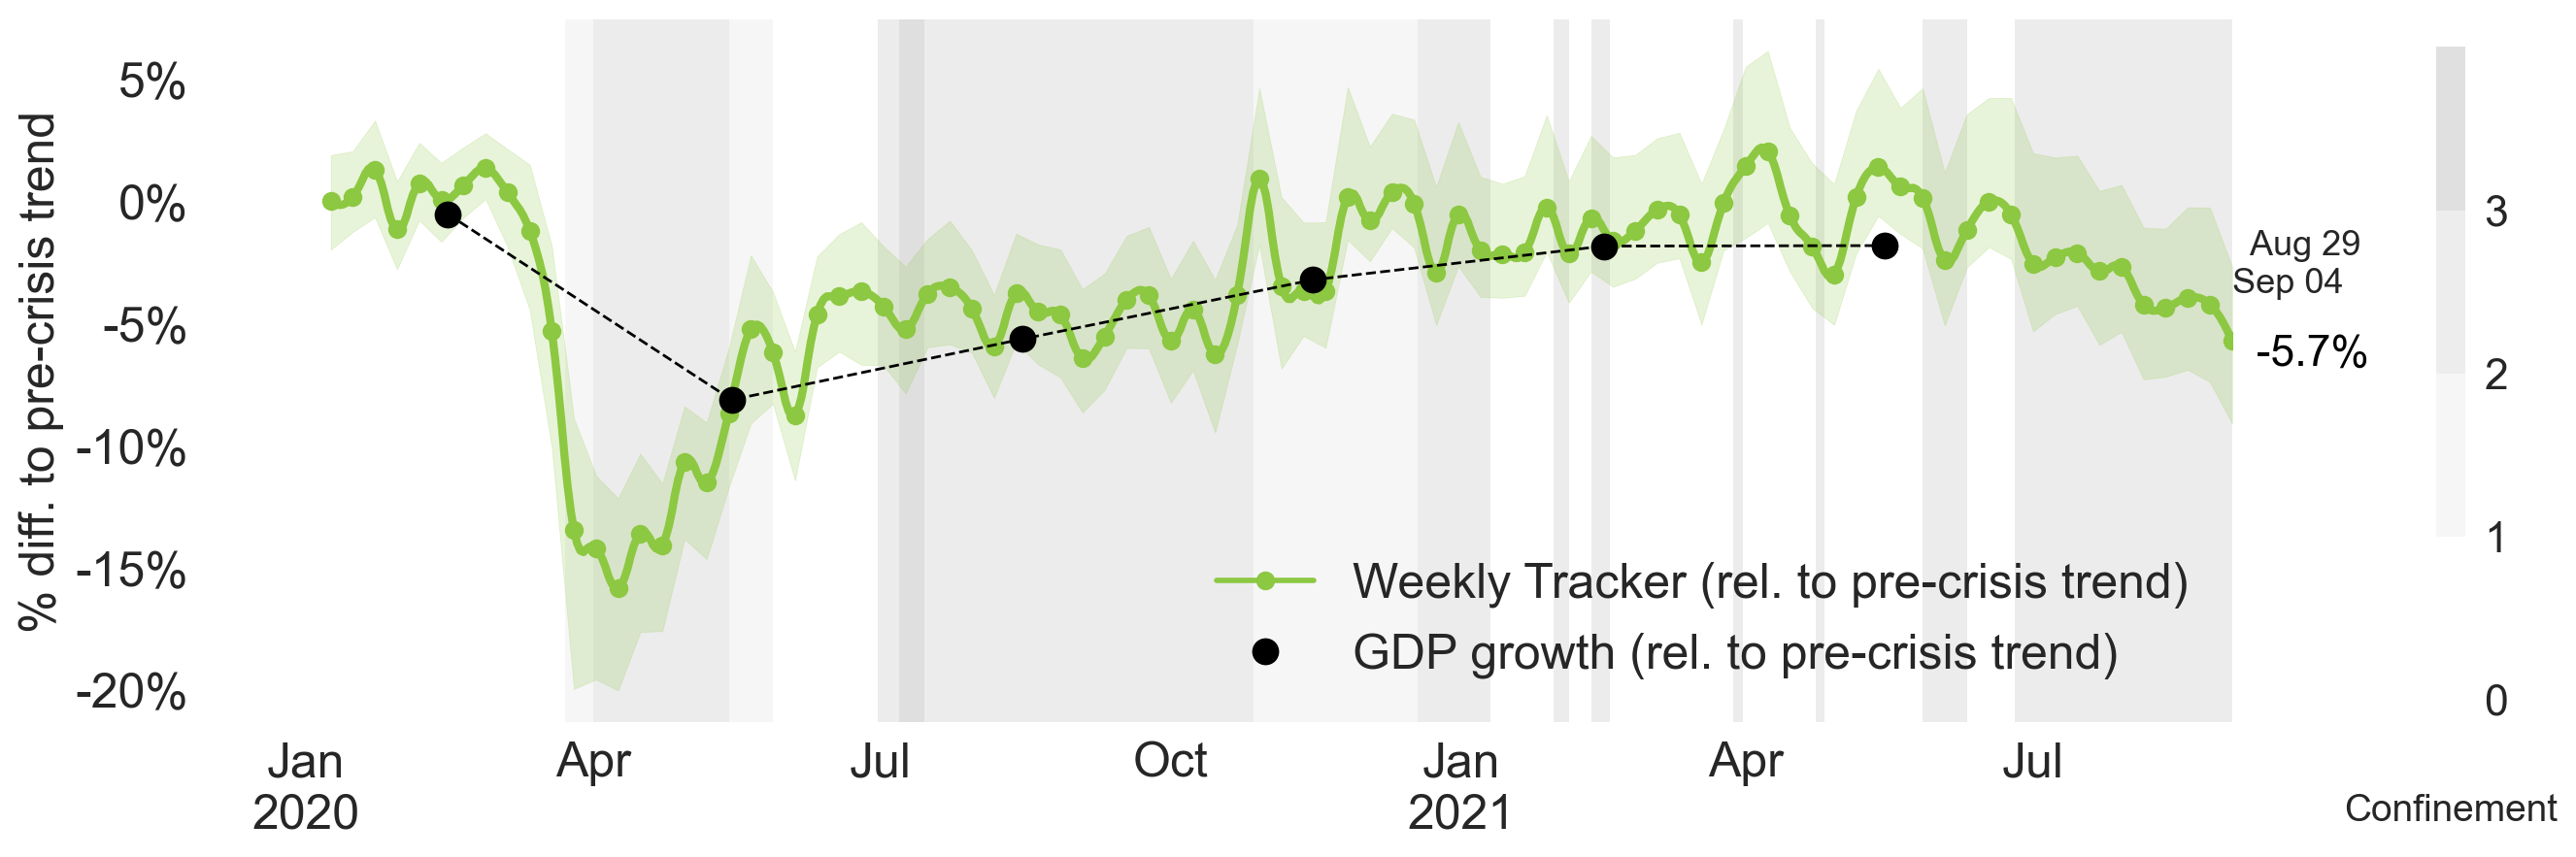 % diff. to pre-crisis trend
5%
0%
-5%
-10%
-15%
-20%
Jan
2020
Apr
Jul
Oct
Jan
2021
Apr
Jul
Weekly Tracker (rel. to pre-crisis trend)
GDP growth (rel. to pre-crisis trend)
Aug 29
Sep 04
-5.7%
3
2
1
0
Confinement